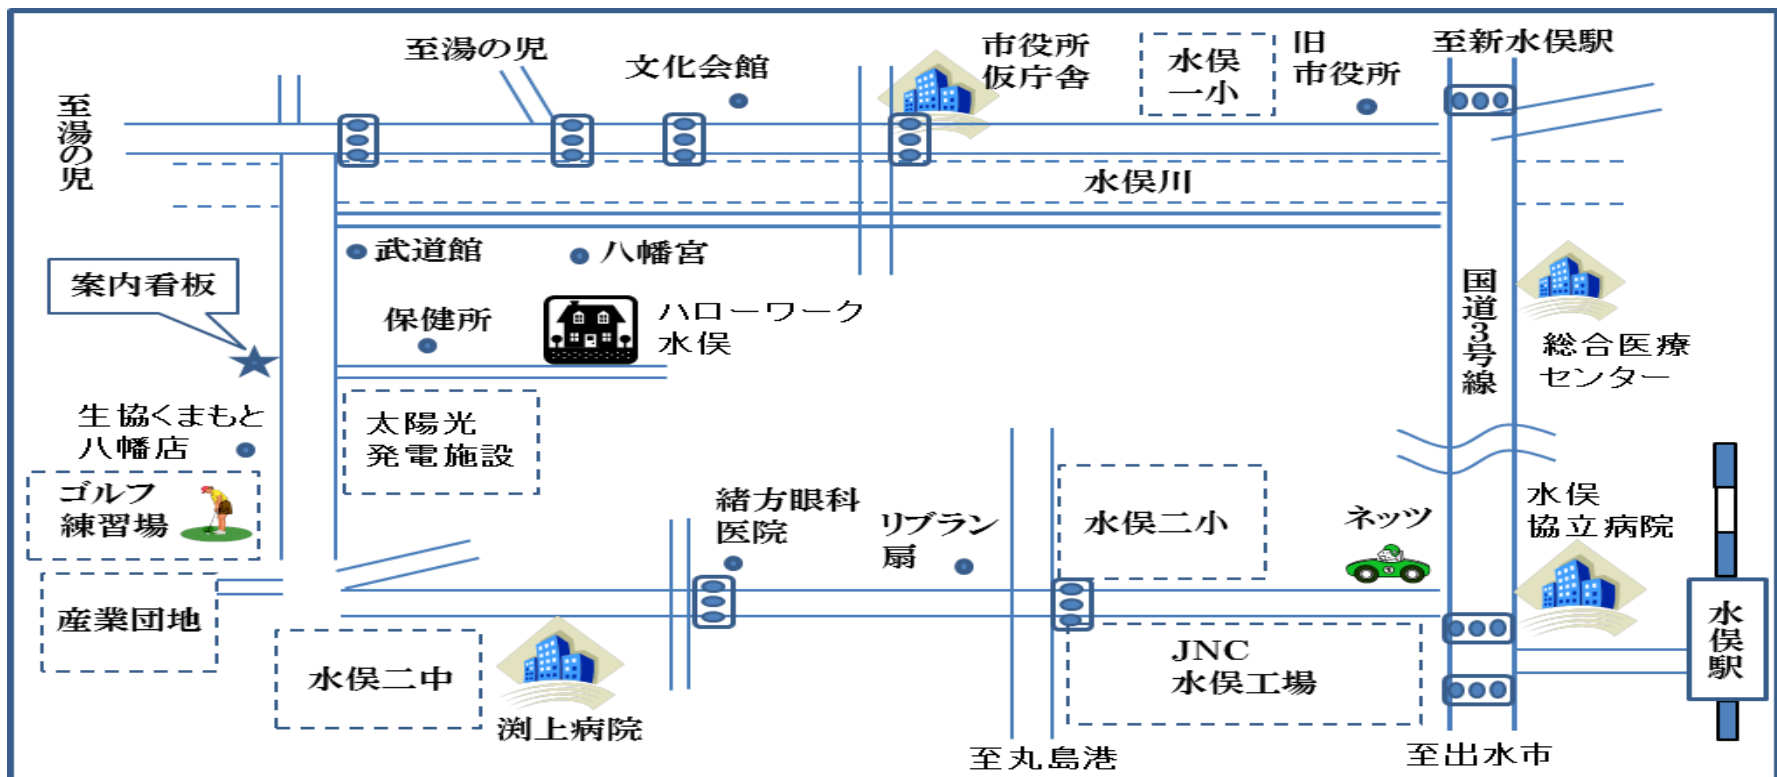 至湯の児
至湯の児
文化会館
市役所
仮庁舎
水俣
一小
旧
市役所
至新水俣駅
水俣川
武道館
八幡宮
案内看板
保健所
ハローワーク
水俣
国道3号線
総合医療
センター
生協くまもと
八幡店
太陽光
発電施設
ゴルフ
練習場
緒方眼科
医院
リブラン
扇
水俣二小
ネッツ
水俣
協立病院
産業団地
水俣二中
渕上病院
JNC
水俣工場
水俣駅
至丸島港
至出水市